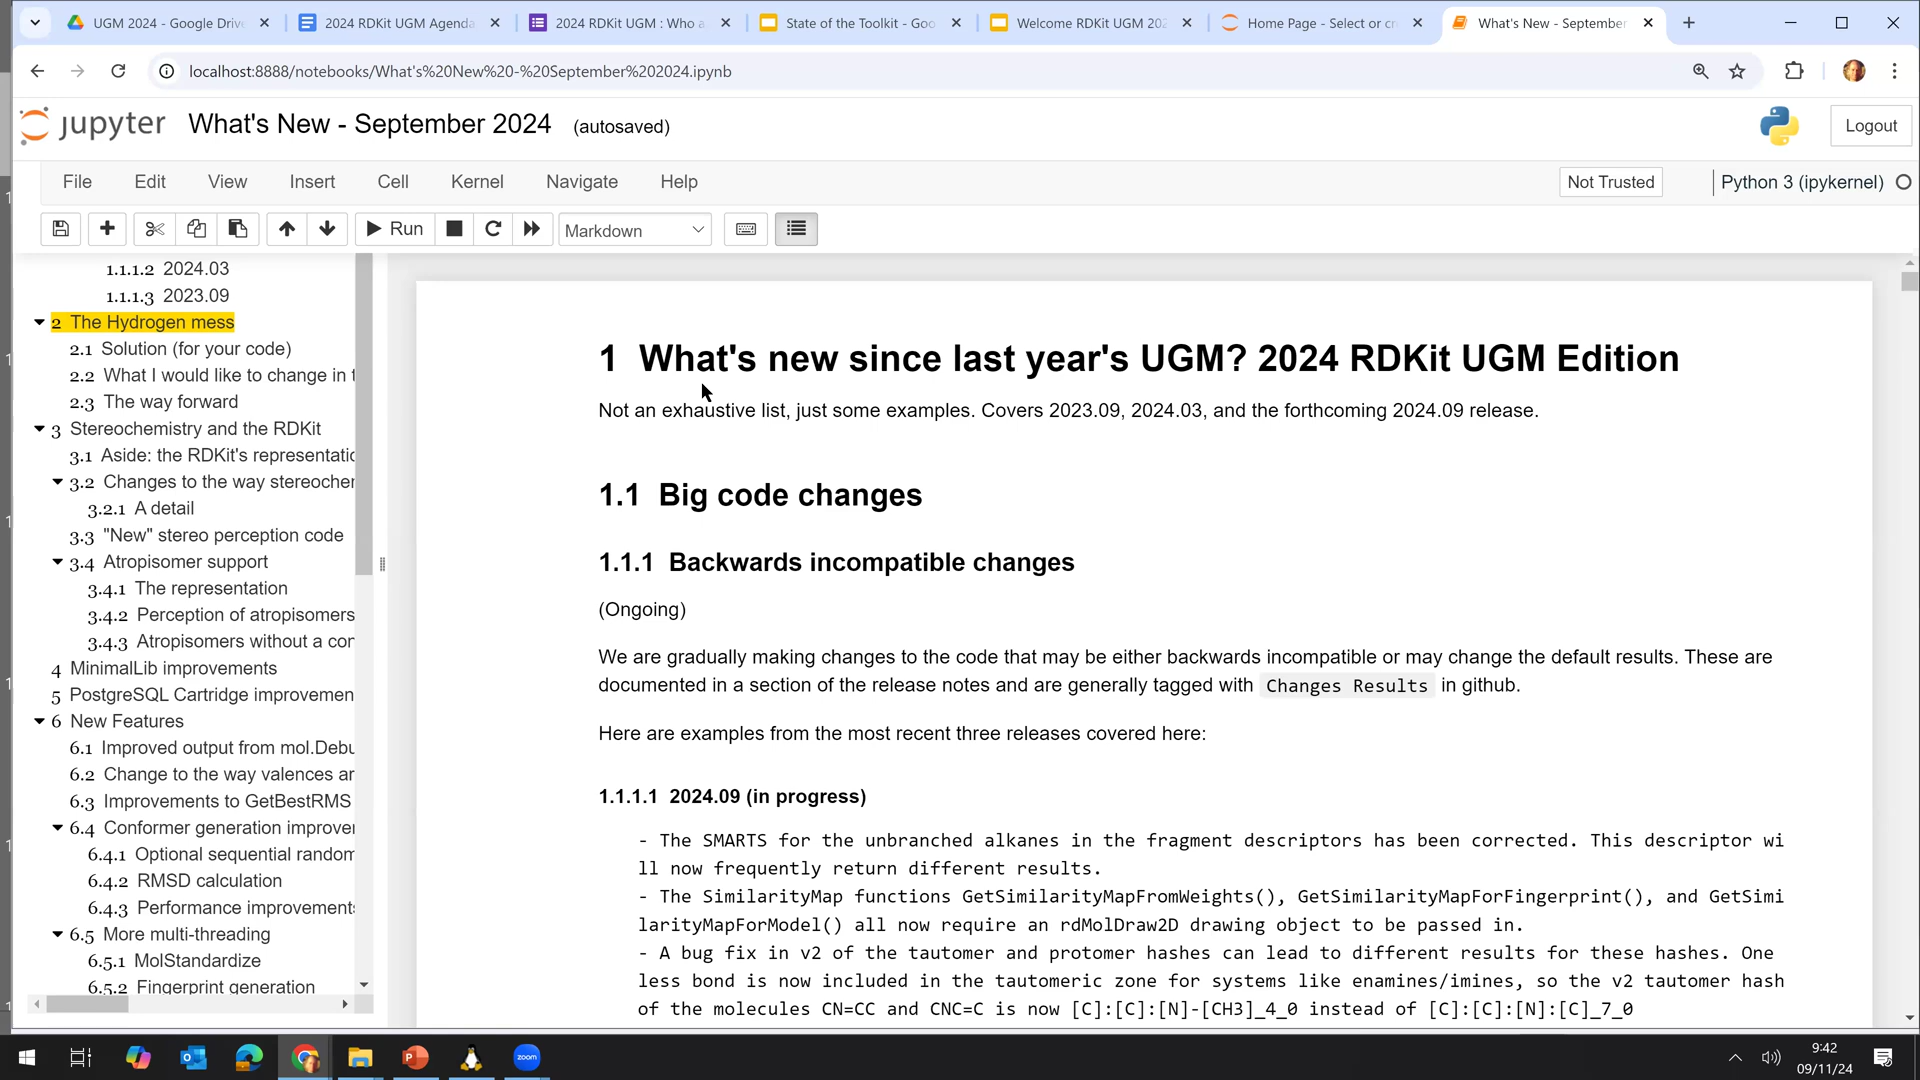 UGM 2024 - Google Drive
2024 RDKit UGM Agenda
2024 RDKit UGM : Who a
State of the Toolkit - Goo
Welcome RDKit UGM 202
Home Page - Select or cr
What's New - September
localhost:8888/notebooks/What's%20New%20-%20September%202024.ipynb
jupyter What's New - September 2024 (autosaved)
Logout
File Edit View Insert Cell Kernel Navigate Help
Not Trusted
Python 3 (ipykernel)
Run
Markdown
1.1.1.2 2024.03
1.1.1.3 2023.09
2 The Hydrogen mess
2.1 Solution (for your code)
2.2 What I would like to change in t
2.3 The way forward
3 Stereochemistry and the RDKit
3.1 Aside: the RDKit's representatic
3.2 Changes to the way stereocher
3.2.1 A detail
3.3 "New" stereo perception code
3.4 Atropisomer support
3.4.1 The representation
3.4.2 Perception of atropisomers
3.4.3 Atropisomers without a cor
4 MinimalLib improvements
5 PostgreSQL Cartridge improvemen
6 New Features
6.1 Improved output from mol.Debu
6.2 Change to the way valences ar
6.3 Improvements to GetBestRMS
6.4 Conformer generation improver
6.4.1 Optional sequential random
6.4.2 RMSD calculation
6.4.3 Performance improvements
6.5 More multi-threading
6.5.1 MolStandardize
6.5.2 Fingerprint generation
1 What's new since last year's UGM? 2024 RDKit UGM Edition
Not an exhaustive list, just some examples. Covers 2023.09, 2024.03, and the forthcoming 2024.09 release.
1.1 Big code changes
1.1.1 Backwards incompatible changes
(Ongoing)
We are gradually making changes to the code that may be either backwards incompatible or may change the default results. These are
documented in a section of the release notes and are generally tagged with Changes Results in github.
Here are examples from the most recent three releases covered here:
1.1.1.1 2024.09 (in progress)
- The SMARTS for the unbranched alkanes in the fragment descriptors has been corrected. This descriptor wi
ll now frequently return different results.
- The SimilarityMap functions GetSimilarityMapFromWeights(), GetSimilarityMapForFingerprint(), and GetSimi
larityMapForModel() all now require an rdMolDraw2D drawing object to be passed in.
- A bug fix in v2 of the tautomer and protomer hashes can lead to different results for these hashes. One
less bond is now included in the tautomeric zone for systems like enamines/imines, so the v2 tautomer hash
of the molecules CN=CC and CNC=C is now [C]:[C]:[N]-[CH3]_4_0 instead of [C]:[C]:[N]:[C]_7_0
zoom
9:42
09/11/24